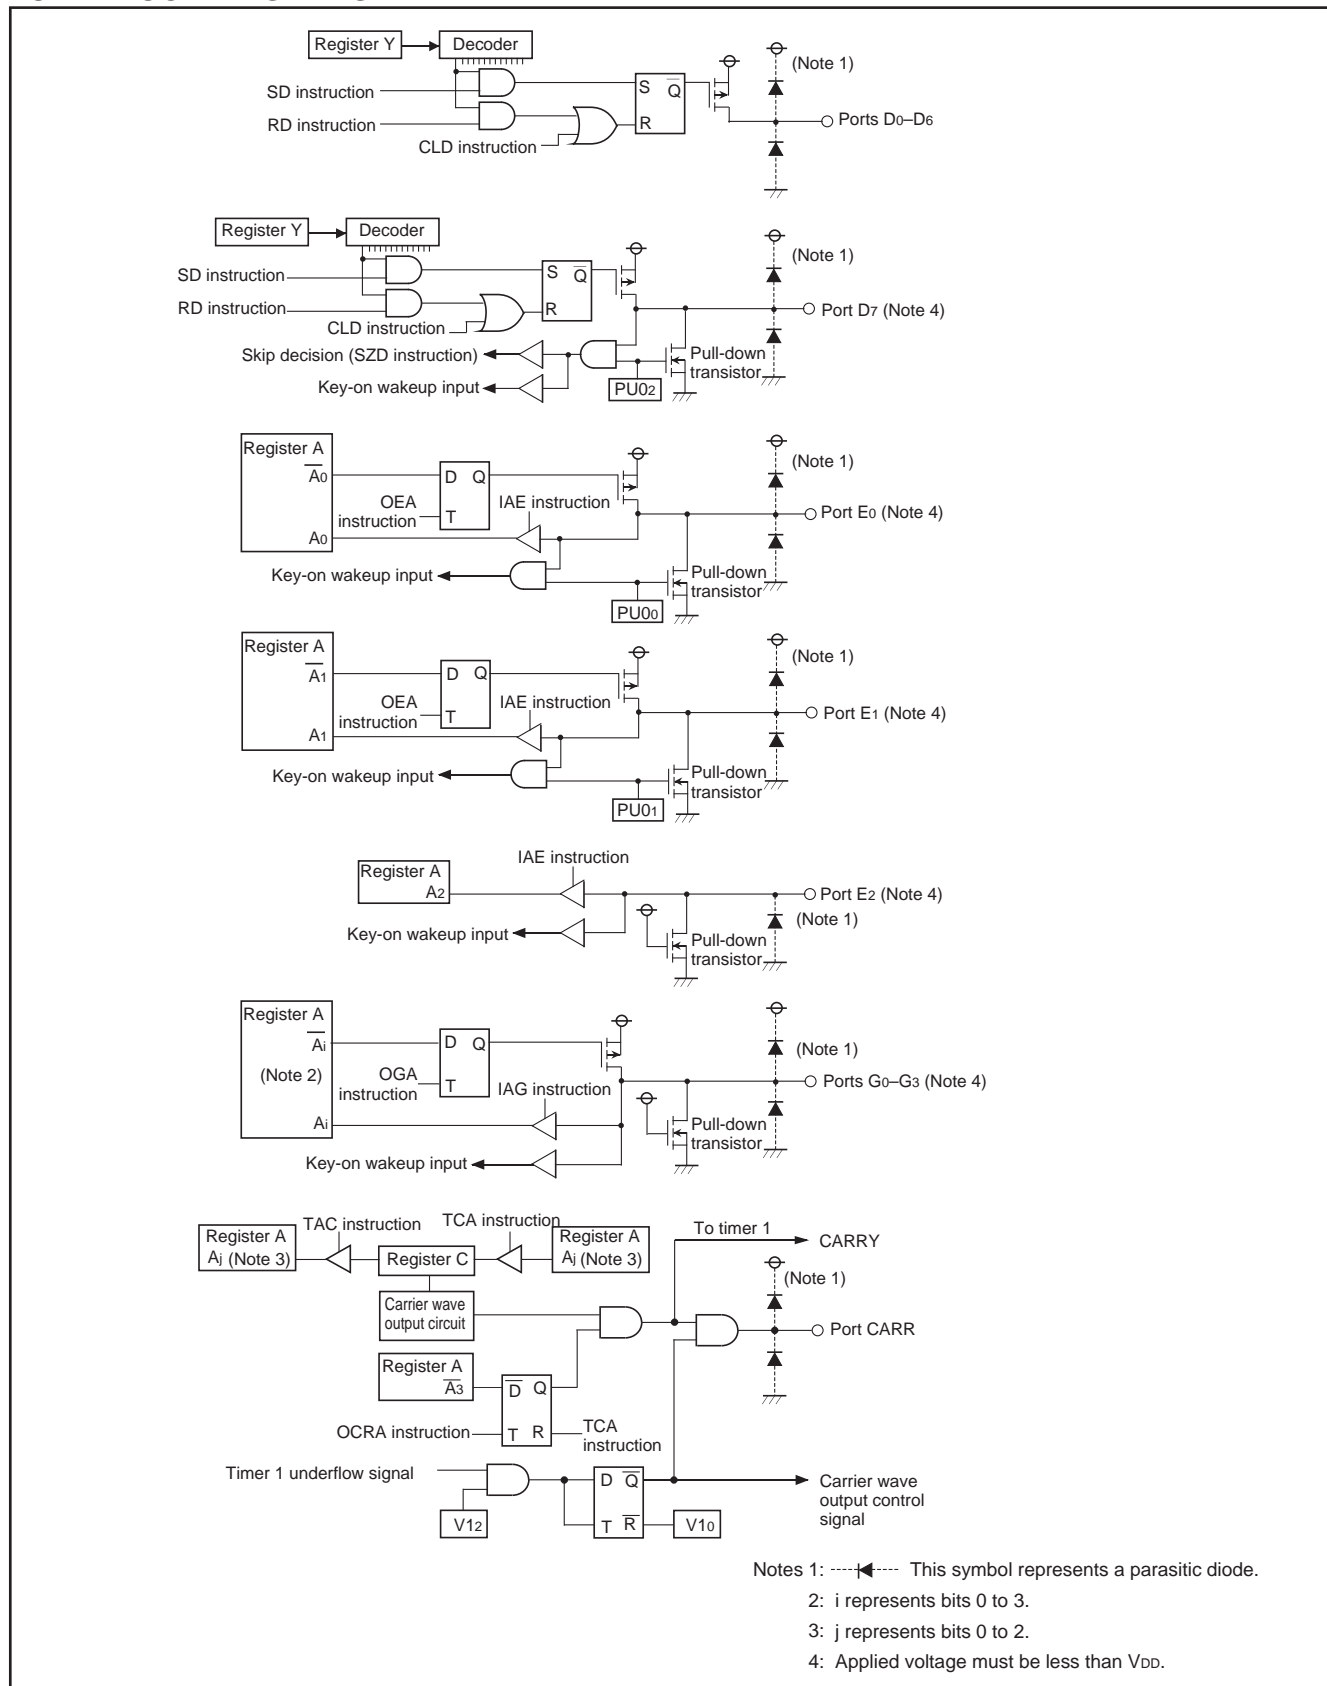 Register Y
Decoder
(Note 1)
SD instruction
S Q
Ports D0–D6
RD instruction
R
CLD instruction
Register Y
Decoder
(Note 1)
SD instruction
S Q
RD instruction
R
Port D7 (Note 4)
CLD instruction
Skip decision (SZD instruction)
Pull-down
transistor
Key-on wakeup input
PU02
Register A
(Note 1)
A0
D Q
OEA
instruction
IAE instruction
T
Port E0 (Note 4)
A0
Key-on wakeup input
Pull-down
transistor
PU00
Register A
(Note 1)
A1
D Q
OEA
instruction
IAE instruction
T
Port E1 (Note 4)
A1
Key-on wakeup input
Pull-down
transistor
PU01
IAE instruction
Register A
A2
Port E2 (Note 4)
(Note 1)
Key-on wakeup input
Pull-down
transistor
Register A
Ai
D Q
(Note 1)
(Note 2)
OGA
instruction
T
IAG instruction
Ports G0–G3 (Note 4)
Ai
Pull-down
transistor
Key-on wakeup input
TAC instruction
TCA instruction
To timer 1
Register A
Aj (Note 3)
Register C
Register A
Aj (Note 3)
CARRY
(Note 1)
Carrier wave
output circuit
Port CARR
Register A
A3
D Q
OCRA instruction
T R
TCA
instruction
Timer 1 underflow signal
D Q
Carrier wave
output control
signal
V12
T R
V10
Notes 1: This symbol represents a parasitic diode.
2: i represents bits 0 to 3.
3: j represents bits 0 to 2.
4: Applied voltage must be less than VDD.